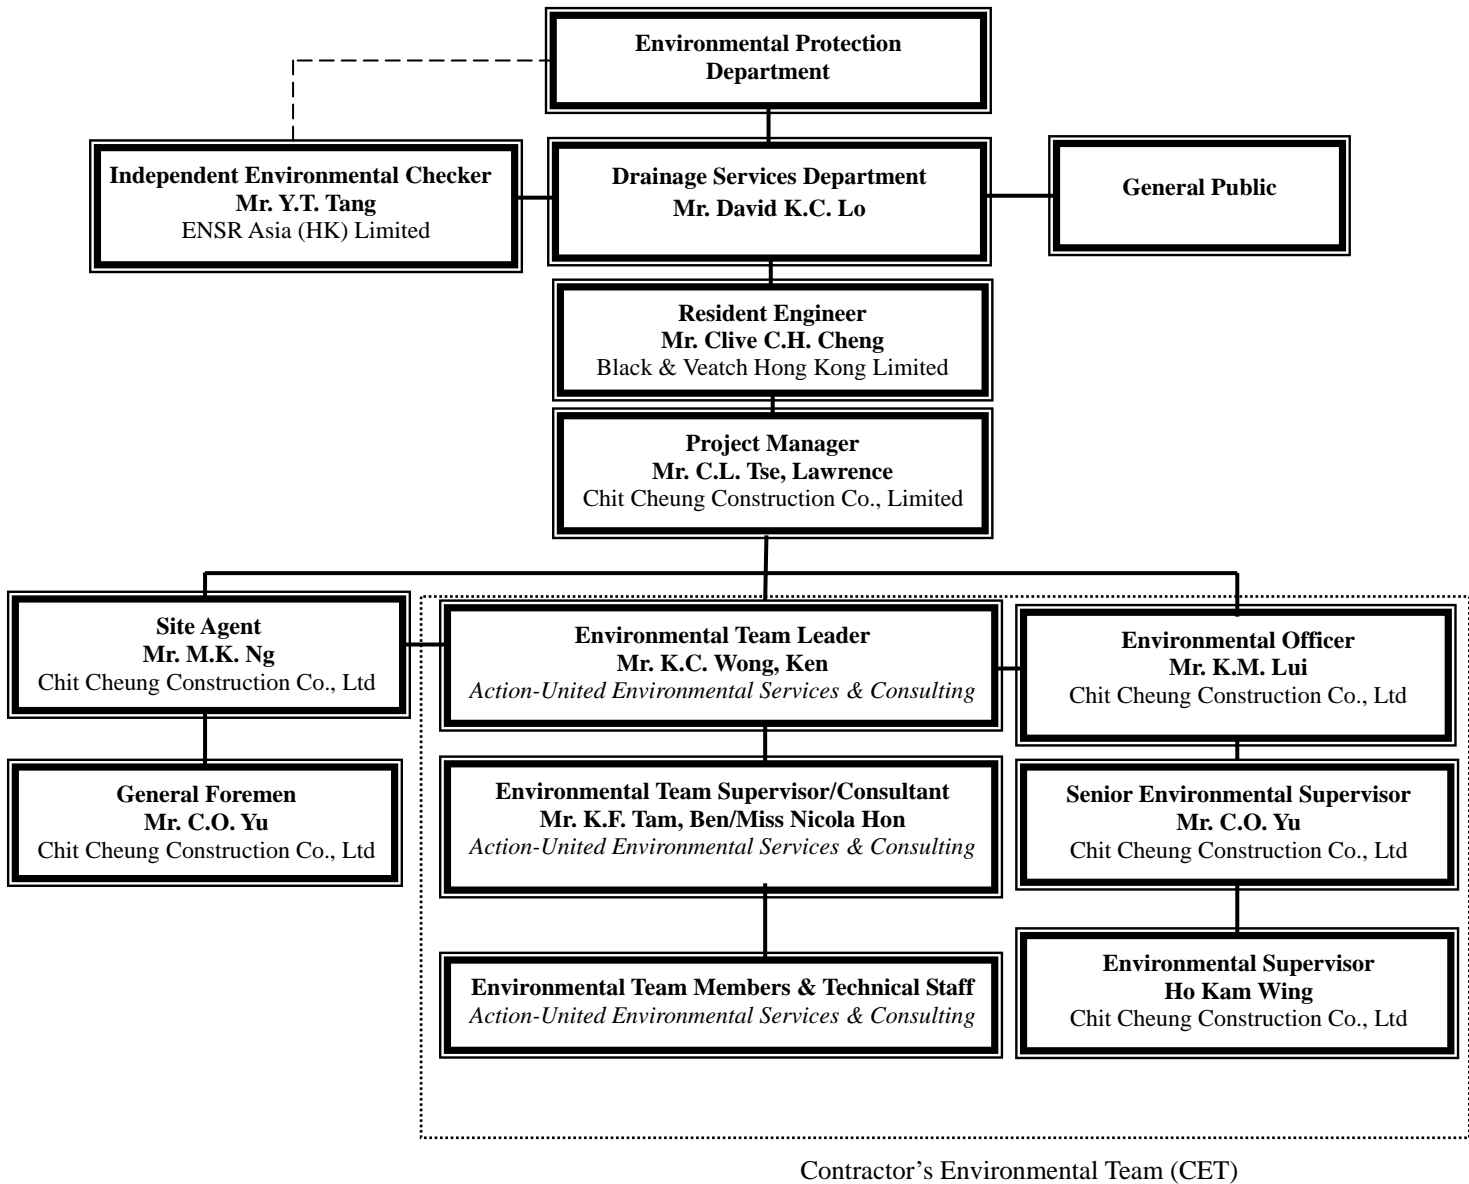 Environmental Protection
Department
Independent Environmental Checker
Mr. Y.T. Tang
ENSR Asia (HK) Limited
Drainage Services Department
Mr. David K.C. Lo
General Public
Resident Engineer
Mr. Clive C.H. Cheng
Black & Veatch Hong Kong Limited
Project Manager
Mr. C.L. Tse, Lawrence
Chit Cheung Construction Co., Limited
Site Agent
Mr. M.K. Ng
Chit Cheung Construction Co., Ltd
Environmental Team Leader
Mr. K.C. Wong, Ken
Action-United Environmental Services & Consulting
Environmental Officer
Mr. K.M. Lui
Chit Cheung Construction Co., Ltd
General Foremen
Mr. C.O. Yu
Chit Cheung Construction Co., Ltd
Environmental Team Supervisor/Consultant
Mr. K.F. Tam, Ben/Miss Nicola Hon
Action-United Environmental Services & Consulting
Senior Environmental Supervisor
Mr. C.O. Yu
Chit Cheung Construction Co., Ltd
Environmental Team Members & Technical Staff
Action-United Environmental Services & Consulting
Environmental Supervisor
Ho Kam Wing
Chit Cheung Construction Co., Ltd
Contractor’s Environmental Team (CET)